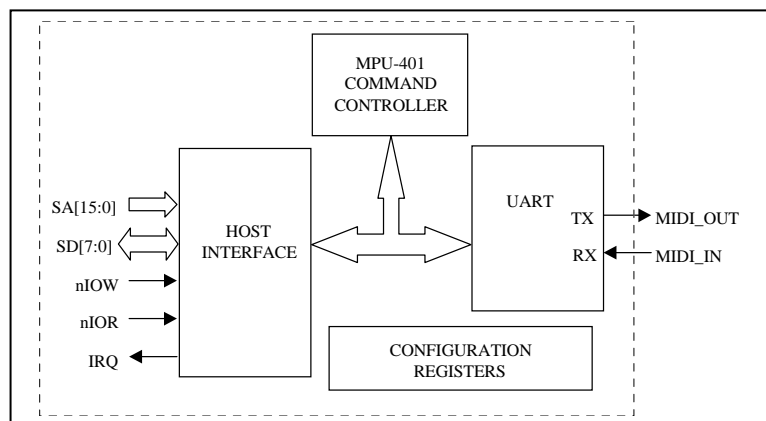 MPU-401
COMMAND
CONTROLLER
SA[15:0]
SD[7:0]
nIOW
nIOR
IRQ
HOST
INTERFACE
UART
TX
RX
MIDI_OUT
MIDI_IN
CONFIGURATION
REGISTERS